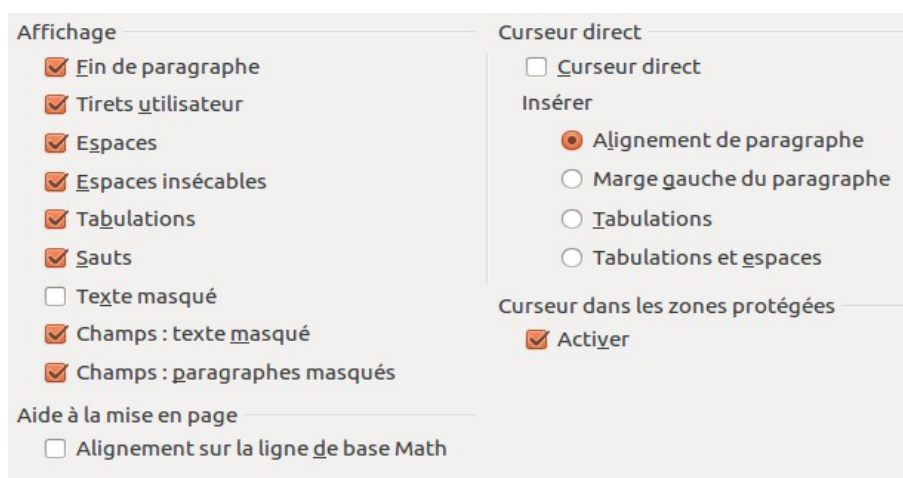 Affichage
Fin de paragraphe
Tirets utilisateur
Espaces
Espaces insécables
Tabulations
Sauts
Texte masqué
Champs : texte masqué
Champs : paragraphes masqués
Aide à la mise en page
Alignement sur la ligne de base Math
Curseur direct
Curseur direct
Insérer
Alignement de paragraphe
Marge gauche du paragraphe
Tabulations
Tabulations et espaces
Curseur dans les zones protégées
Activer